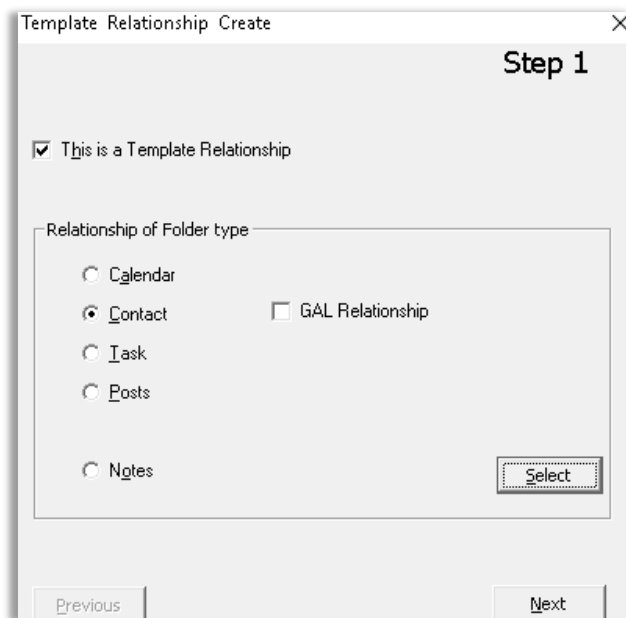 Template Relationship Create
Step 1
This is a Template Relationship
Relationship of Folder type
Calendar
Contact
GAL Relationship
Task
Posts
Notes
Select
Previous
Next